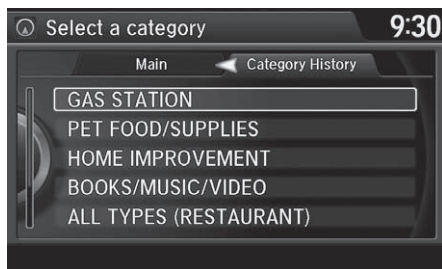 Select a category 9:30
Main Category History
GAS STATION
PET FOOD/SUPPLIES
HOME IMPROVEMENT
BOOKS/MUSIC/VIDEO
ALL TYPES (RESTAURANT)